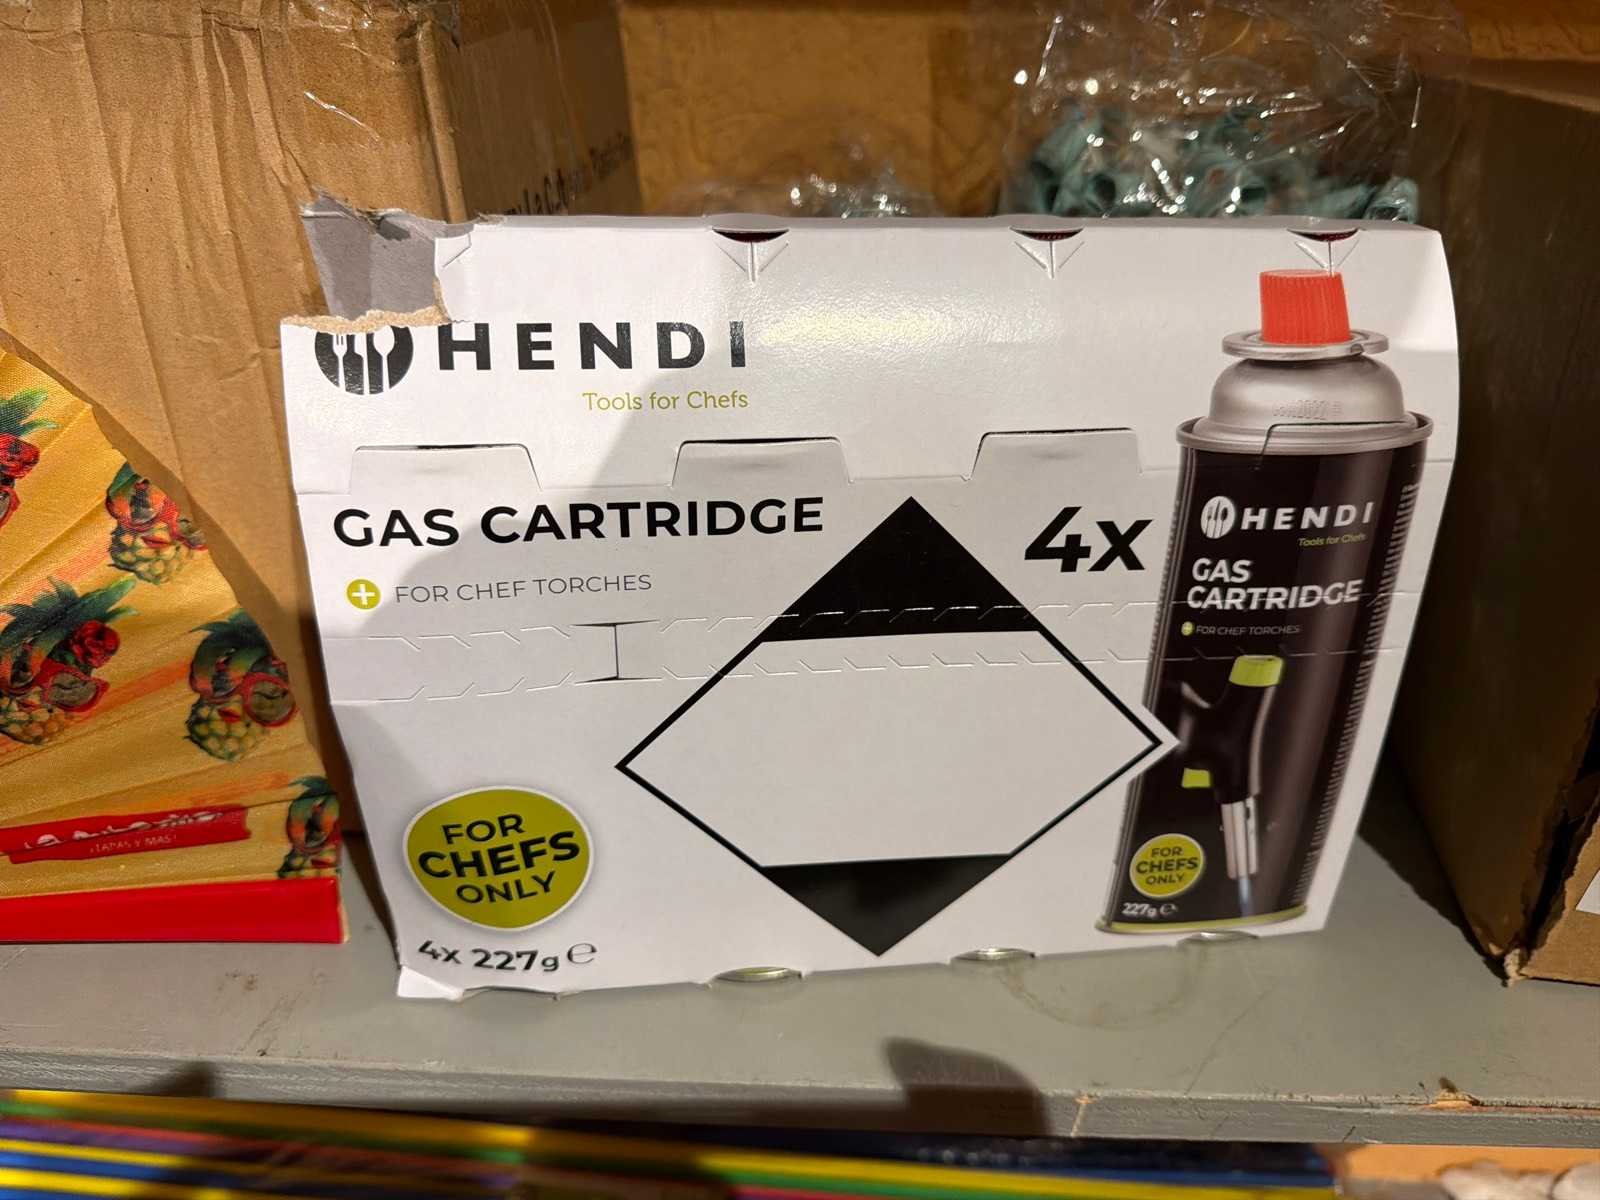 HENDI
Tools for Chefs
GAS CARTRIDGE
FOR CHEF TORCHES
4x
FOR
CHEFS
ONLY
4x 227g e
HENDI
Tools for Chefs
GAS
CARTRIDGE
FOR CHEF TORCHES
FOR
CHEFS
ONLY
227g e
¡TAPAS Y MAS!